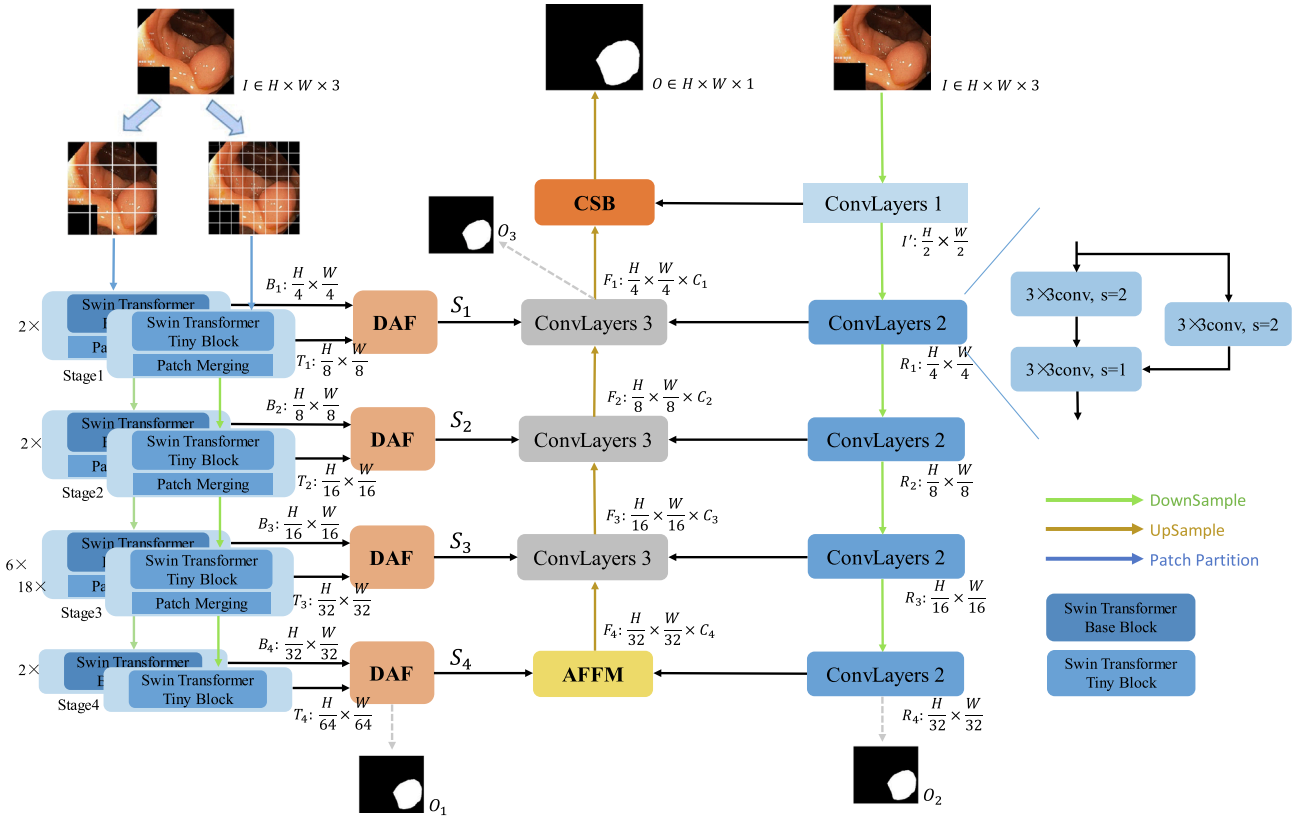 I ∈ H × W × 3
O ∈ H × W × 1
I ∈ H × W × 3
CSB
ConvLayers 1
O₃
I′: H/2 × W/2
F₁: H/4 × W/4 × C₁
B₁: H/4 × W/4
Swin Transformer
2×
Swin Transformer
Tiny Block
Pa
Patch Merging
Stage1
T₁: H/8 × W/8
DAF
S₁
ConvLayers 3
ConvLayers 2
R₁: H/4 × W/4
3×3conv, s=2
3×3conv, s=2
3×3conv, s=1
F₂: H/8 × W/8 × C₂
B₂: H/8 × W/8
Swin Transformer
2×
Swin Transformer
Tiny Block
Pa
Patch Merging
Stage2
T₂: H/16 × W/16
DAF
S₂
ConvLayers 3
ConvLayers 2
R₂: H/8 × W/8
F₃: H/16 × W/16 × C₃
B₃: H/16 × W/16
Swin Transformer
6×
18×
Swin Transformer
Tiny Block
Pa
Patch Merging
Stage3
T₃: H/32 × W/32
DAF
S₃
ConvLayers 3
ConvLayers 2
R₃: H/16 × W/16
F₄: H/32 × W/32 × C₄
B₄: H/32 × W/32
Swin Transformer
2×
Swin Transformer
Tiny Block
Stage4
T₄: H/64 × W/64
DAF
S₄
AFFM
ConvLayers 2
R₄: H/32 × W/32
O₁
O₂
DownSample
UpSample
Patch Partition
Swin Transformer
Base Block
Swin Transformer
Tiny Block